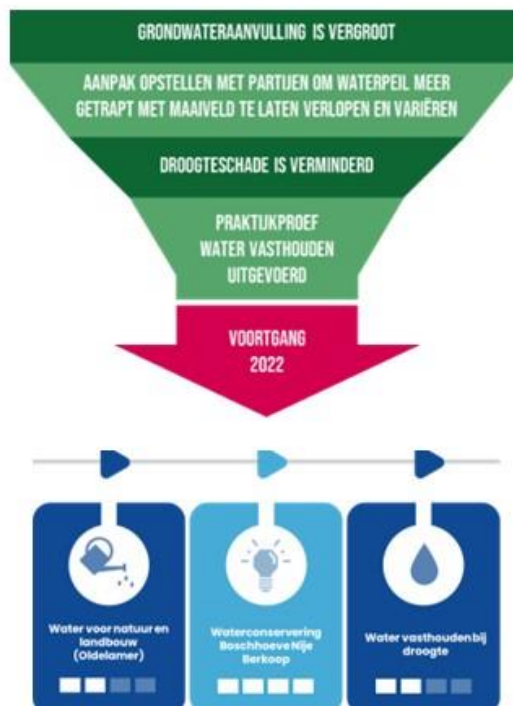 GRONDWATERAANVULLING IS VERGROOT
AANPAK OPSTELLEN MET PARTIJEN OM WATERPEIL MEER
GETRAPT MET MAAIVELD TE LATEN VERLOPEN EN VARIËREN
DROOGTESCHADE IS VERMINDERD
PRAKTIJKPROEF
WATER VASTHOUDEN
UITGEVOERD
VOORTGANG
2022
Water voor natuur en
landbouw
(Oldelamer)
Waterconservering
Boschhoeve Nije
Berkoop
Water vasthouden bij
droogte